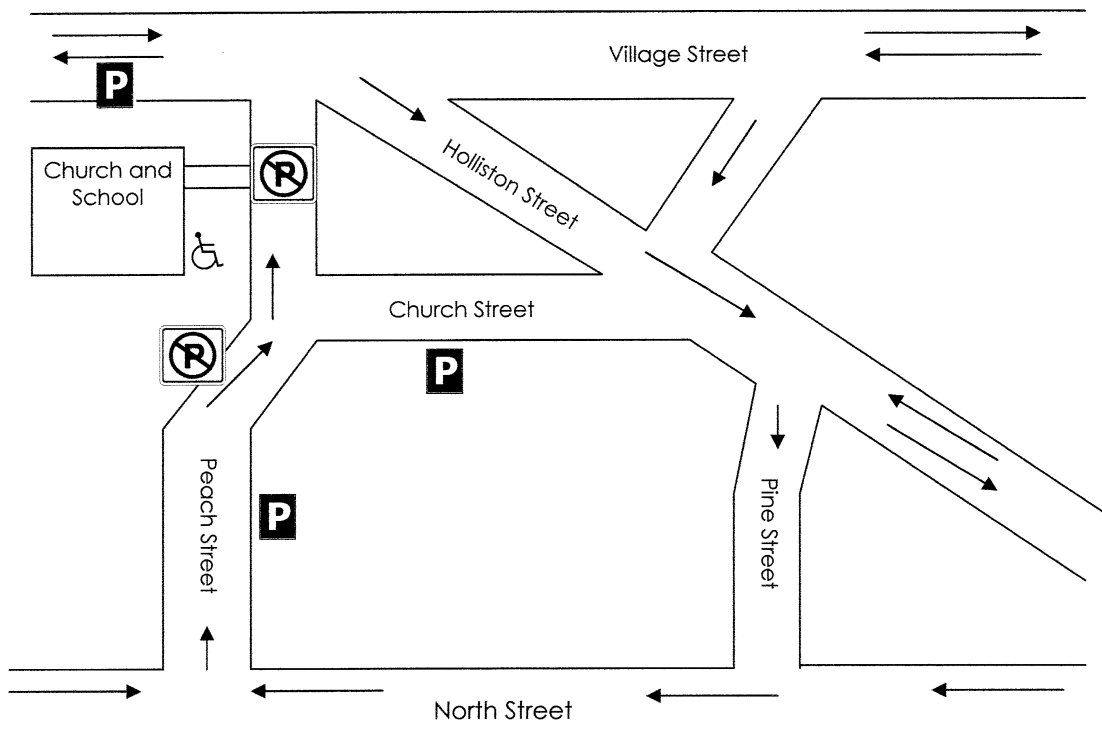 Village Street
P
Holliston Street
Church and
School
P
Church Street
P
P
Peach Street
P
Pine Street
North Street